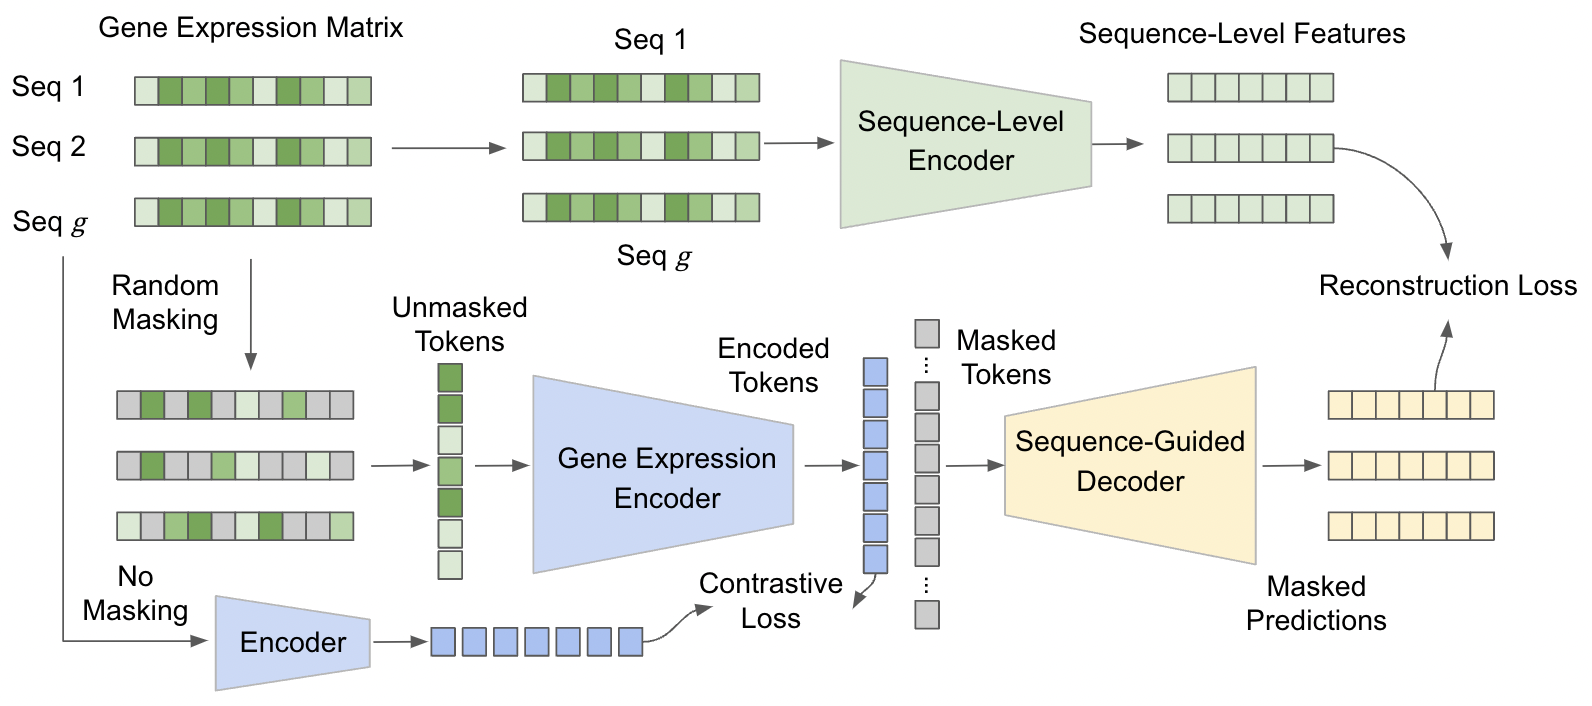 Gene Expression Matrix
Seq 1
Seq 2
Seq g
Seq 1
Seq g
Sequence-Level
Encoder
Sequence-Level Features
Reconstruction Loss
Random
Masking
Unmasked
Tokens
Gene Expression
Encoder
Encoded
Tokens
Masked
Tokens
Sequence-Guided
Decoder
Masked
Predictions
No
Masking
Encoder
Contrastive
Loss